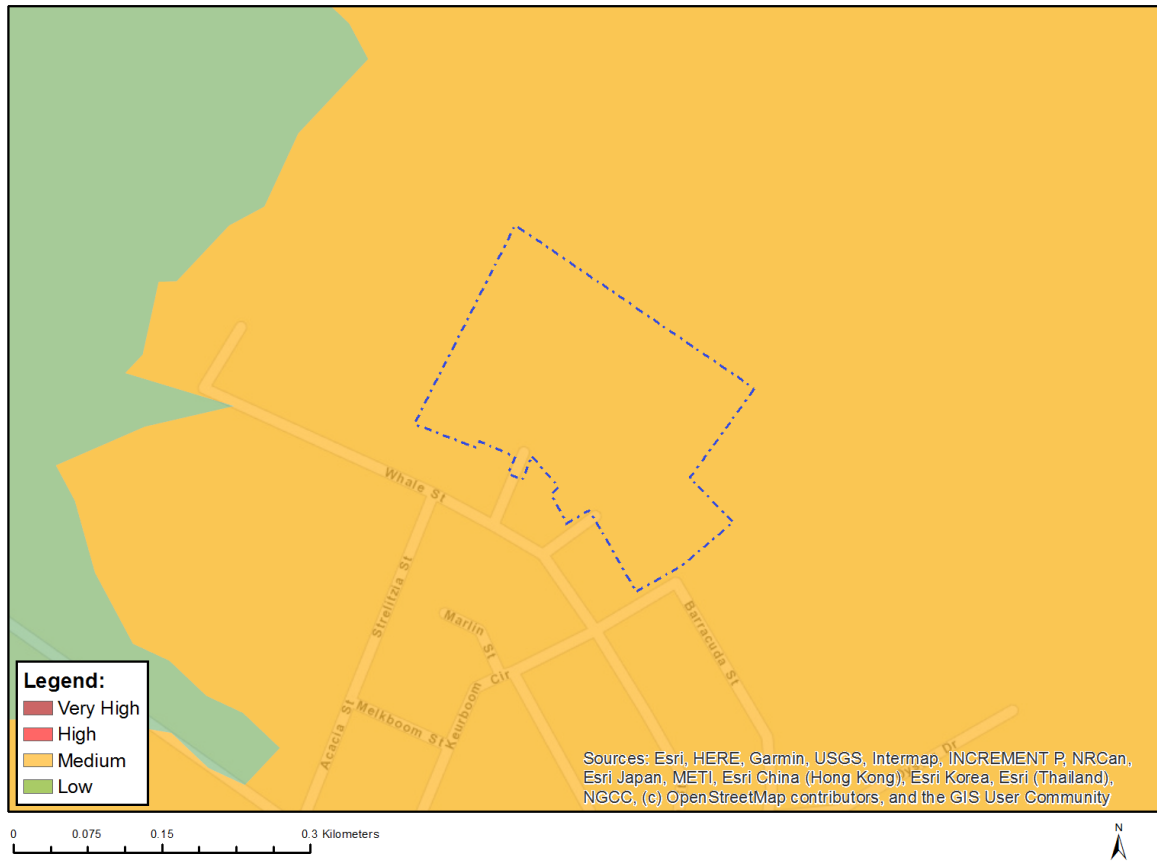 Whale St
Strelitzia St
Marlin St
Barracuda St
Keurboom Cir
Melkboom St
Acacia St
Dr
Legend:
Very High
High
Medium
Low
Sources: Esri, HERE, Garmin, USGS, Intermap, INCREMENT P, NRCan,
Esri Japan, METI, Esri China (Hong Kong), Esri Korea, Esri (Thailand),
NGCC, (c) OpenStreetMap contributors, and the GIS User Community
0 0.075 0.15 0.3 Kilometers
N